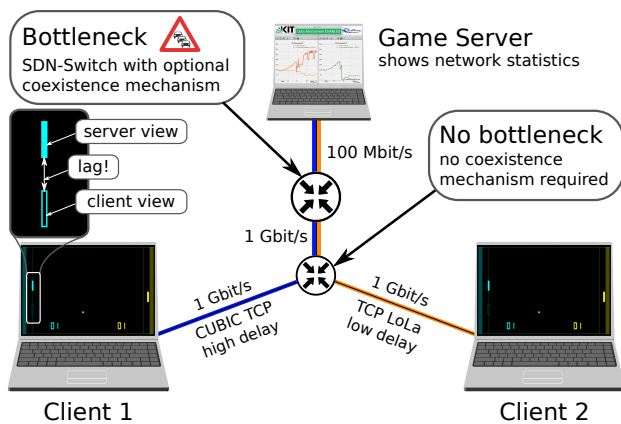 Bottleneck
SDN-Switch with optional
coexistence mechanism
KIT
Game Server
shows network statistics
server view
lag!
client view
100 Mbit/s
No bottleneck
no coexistence
mechanism required
1 Gbit/s
1 Gbit/s
CUBIC TCP
high delay
1 Gbit/s
TCP LoLa
low delay
Client 1
Client 2